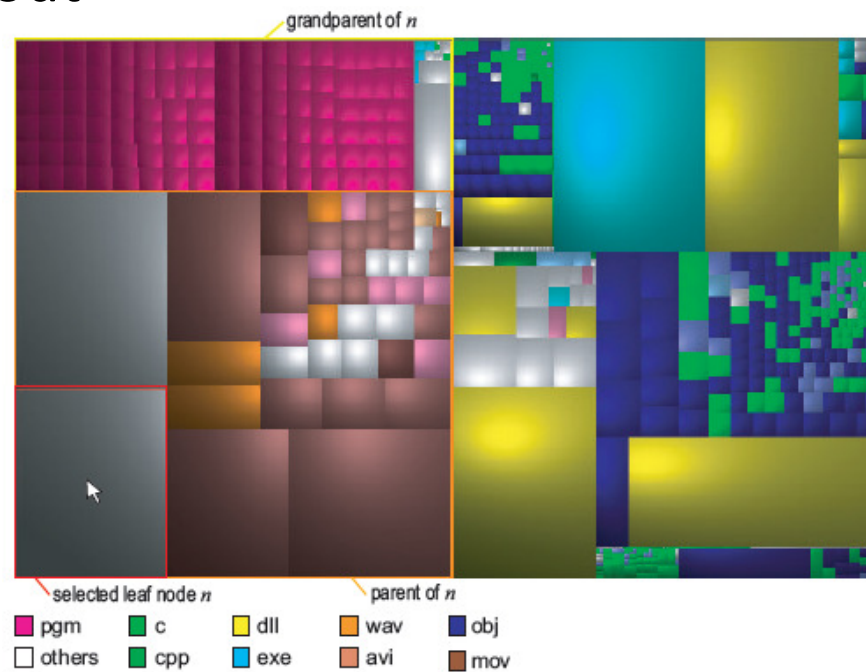 grandparent of n
selected leaf node n
parent of n
pgm c dll wav obj
others cpp exe avi mov